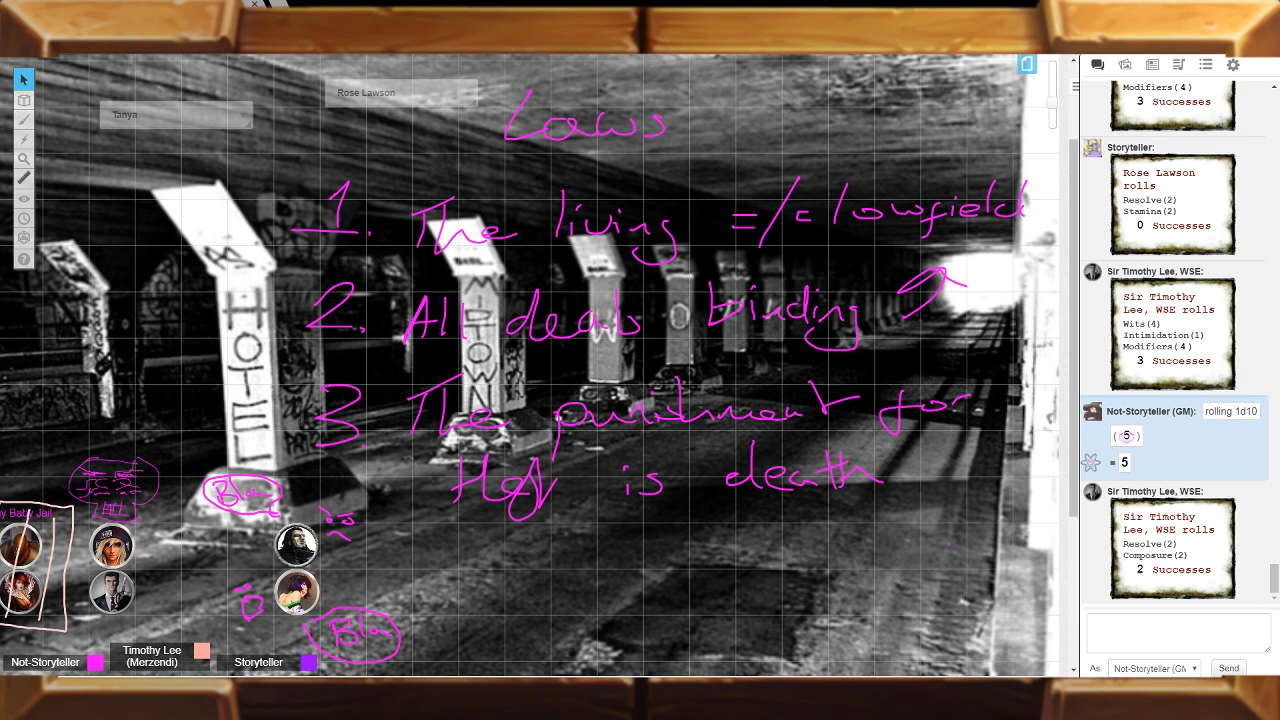 Rose Lawson
Tanya
Laws
1. The living =/= lowfield
2. All deals binding
3 The punishment for
theft is death
HOTEL
TOWN
Bla
Bla
y Baby Jail
Not-Storyteller
Timothy Lee
(Merzendi)
Storyteller
Modifiers(4)
3 Successes
Storyteller:
Rose Lawson
rolls
Resolve(2)
Stamina(2)
0 Successes
Sir Timothy Lee, WSE:
Sir Timothy
Lee, WSE rolls
Wits(4)
Intimidation(1)
Modifiers(4)
3 Successes
Not-Storyteller (GM): rolling 1d10
(5)
= 5
Sir Timothy Lee, WSE:
Sir Timothy
Lee, WSE rolls
Resolve(2)
Composure(2)
2 Successes
As: Not-Storyteller (GM
Send